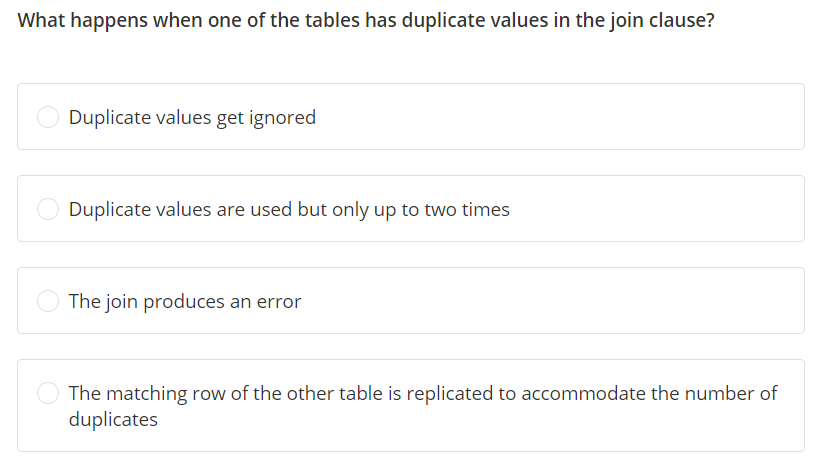 What happens when one of the tables has duplicate values in the join clause?
Duplicate values get ignored
Duplicate values are used but only up to two times
The join produces an error
The matching row of the other table is replicated to accommodate the number of
duplicates